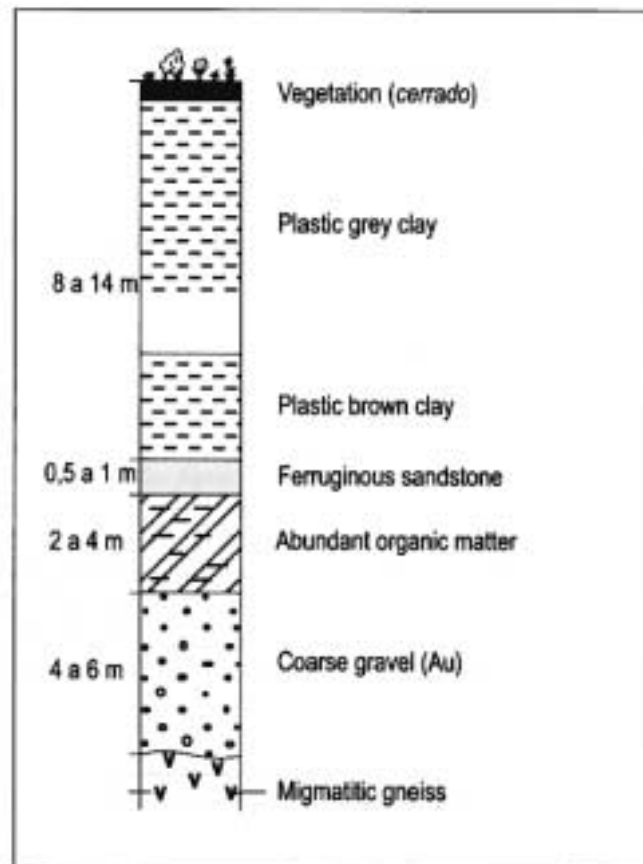 Vegetation (cerrado)
Plastic grey clay
8 a 14 m
Plastic brown clay
0,5 a 1 m
Ferruginous sandstone
2 a 4 m
Abundant organic matter
4 a 6 m
Coarse gravel (Au)
Migmatitic gneiss